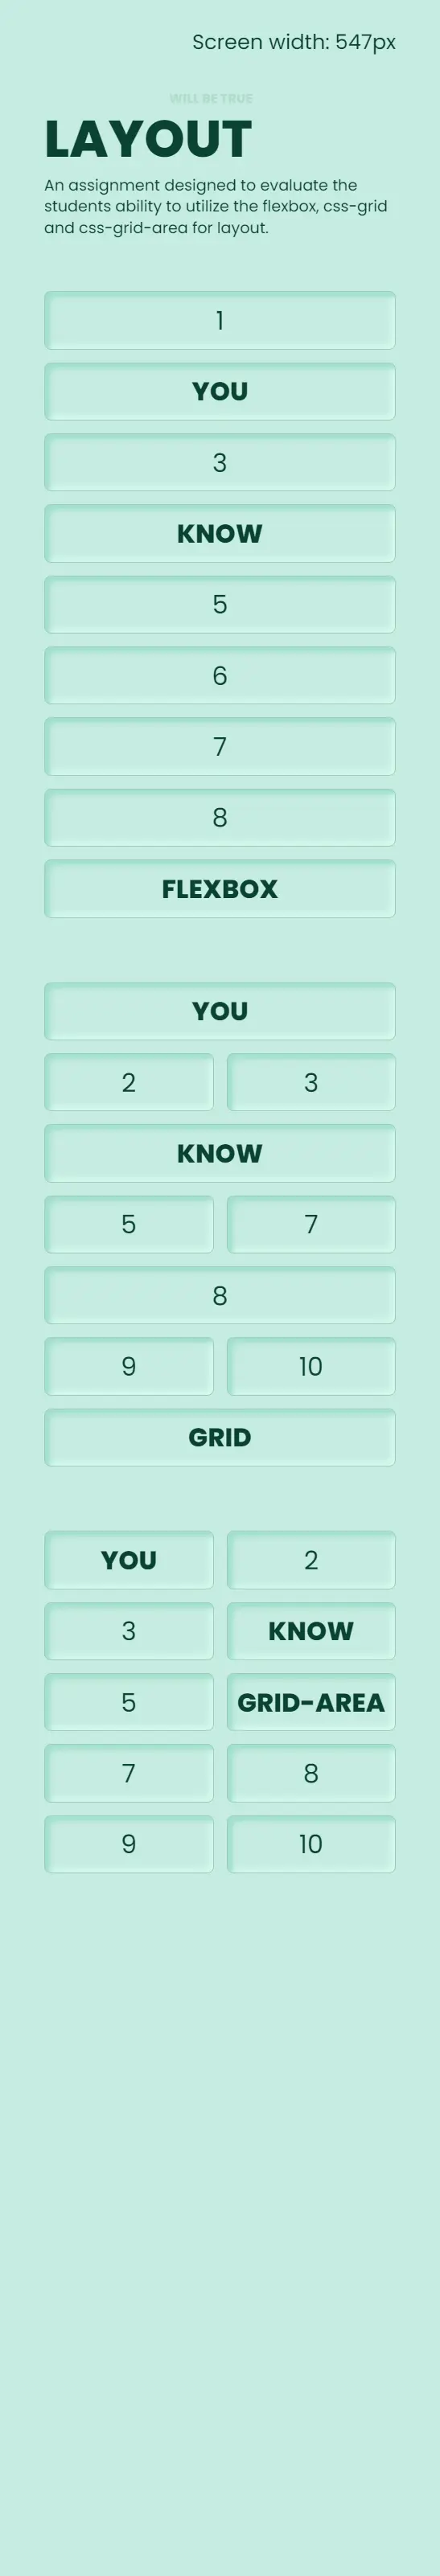 Screen width: 547px
WILL BE TRUE
LAYOUT
An assignment designed to evaluate the
students ability to utilize the flexbox, css-grid
and css-grid-area for layout.
1
YOU
3
KNOW
5
6
7
8
FLEXBOX
YOU
2 3
KNOW
5 7
8
9 10
GRID
YOU 2
3 KNOW
5 GRID-AREA
7 8
9 10